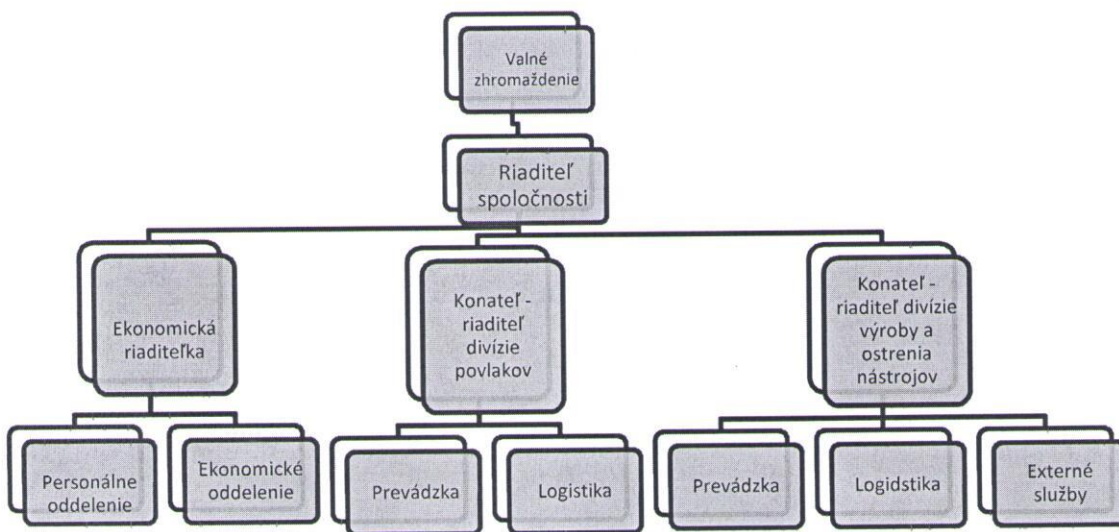 Valné
zhromaždenie
Riaditeľ
spoločnosti
Ekonomická
riaditeľka
Konateľ -
riaditeľ
divízie
povlakov
Konateľ -
riaditeľ divízie
výroby a
ostrenia
nástrojov
Personálne
oddelenie
Ekonomické
oddelenie
Prevádzka
Logistika
Prevádzka
Logidstika
Externé
služby